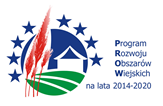 Program
Rozwoju
Obszarów
Wiejskich
na lata 2014-2020